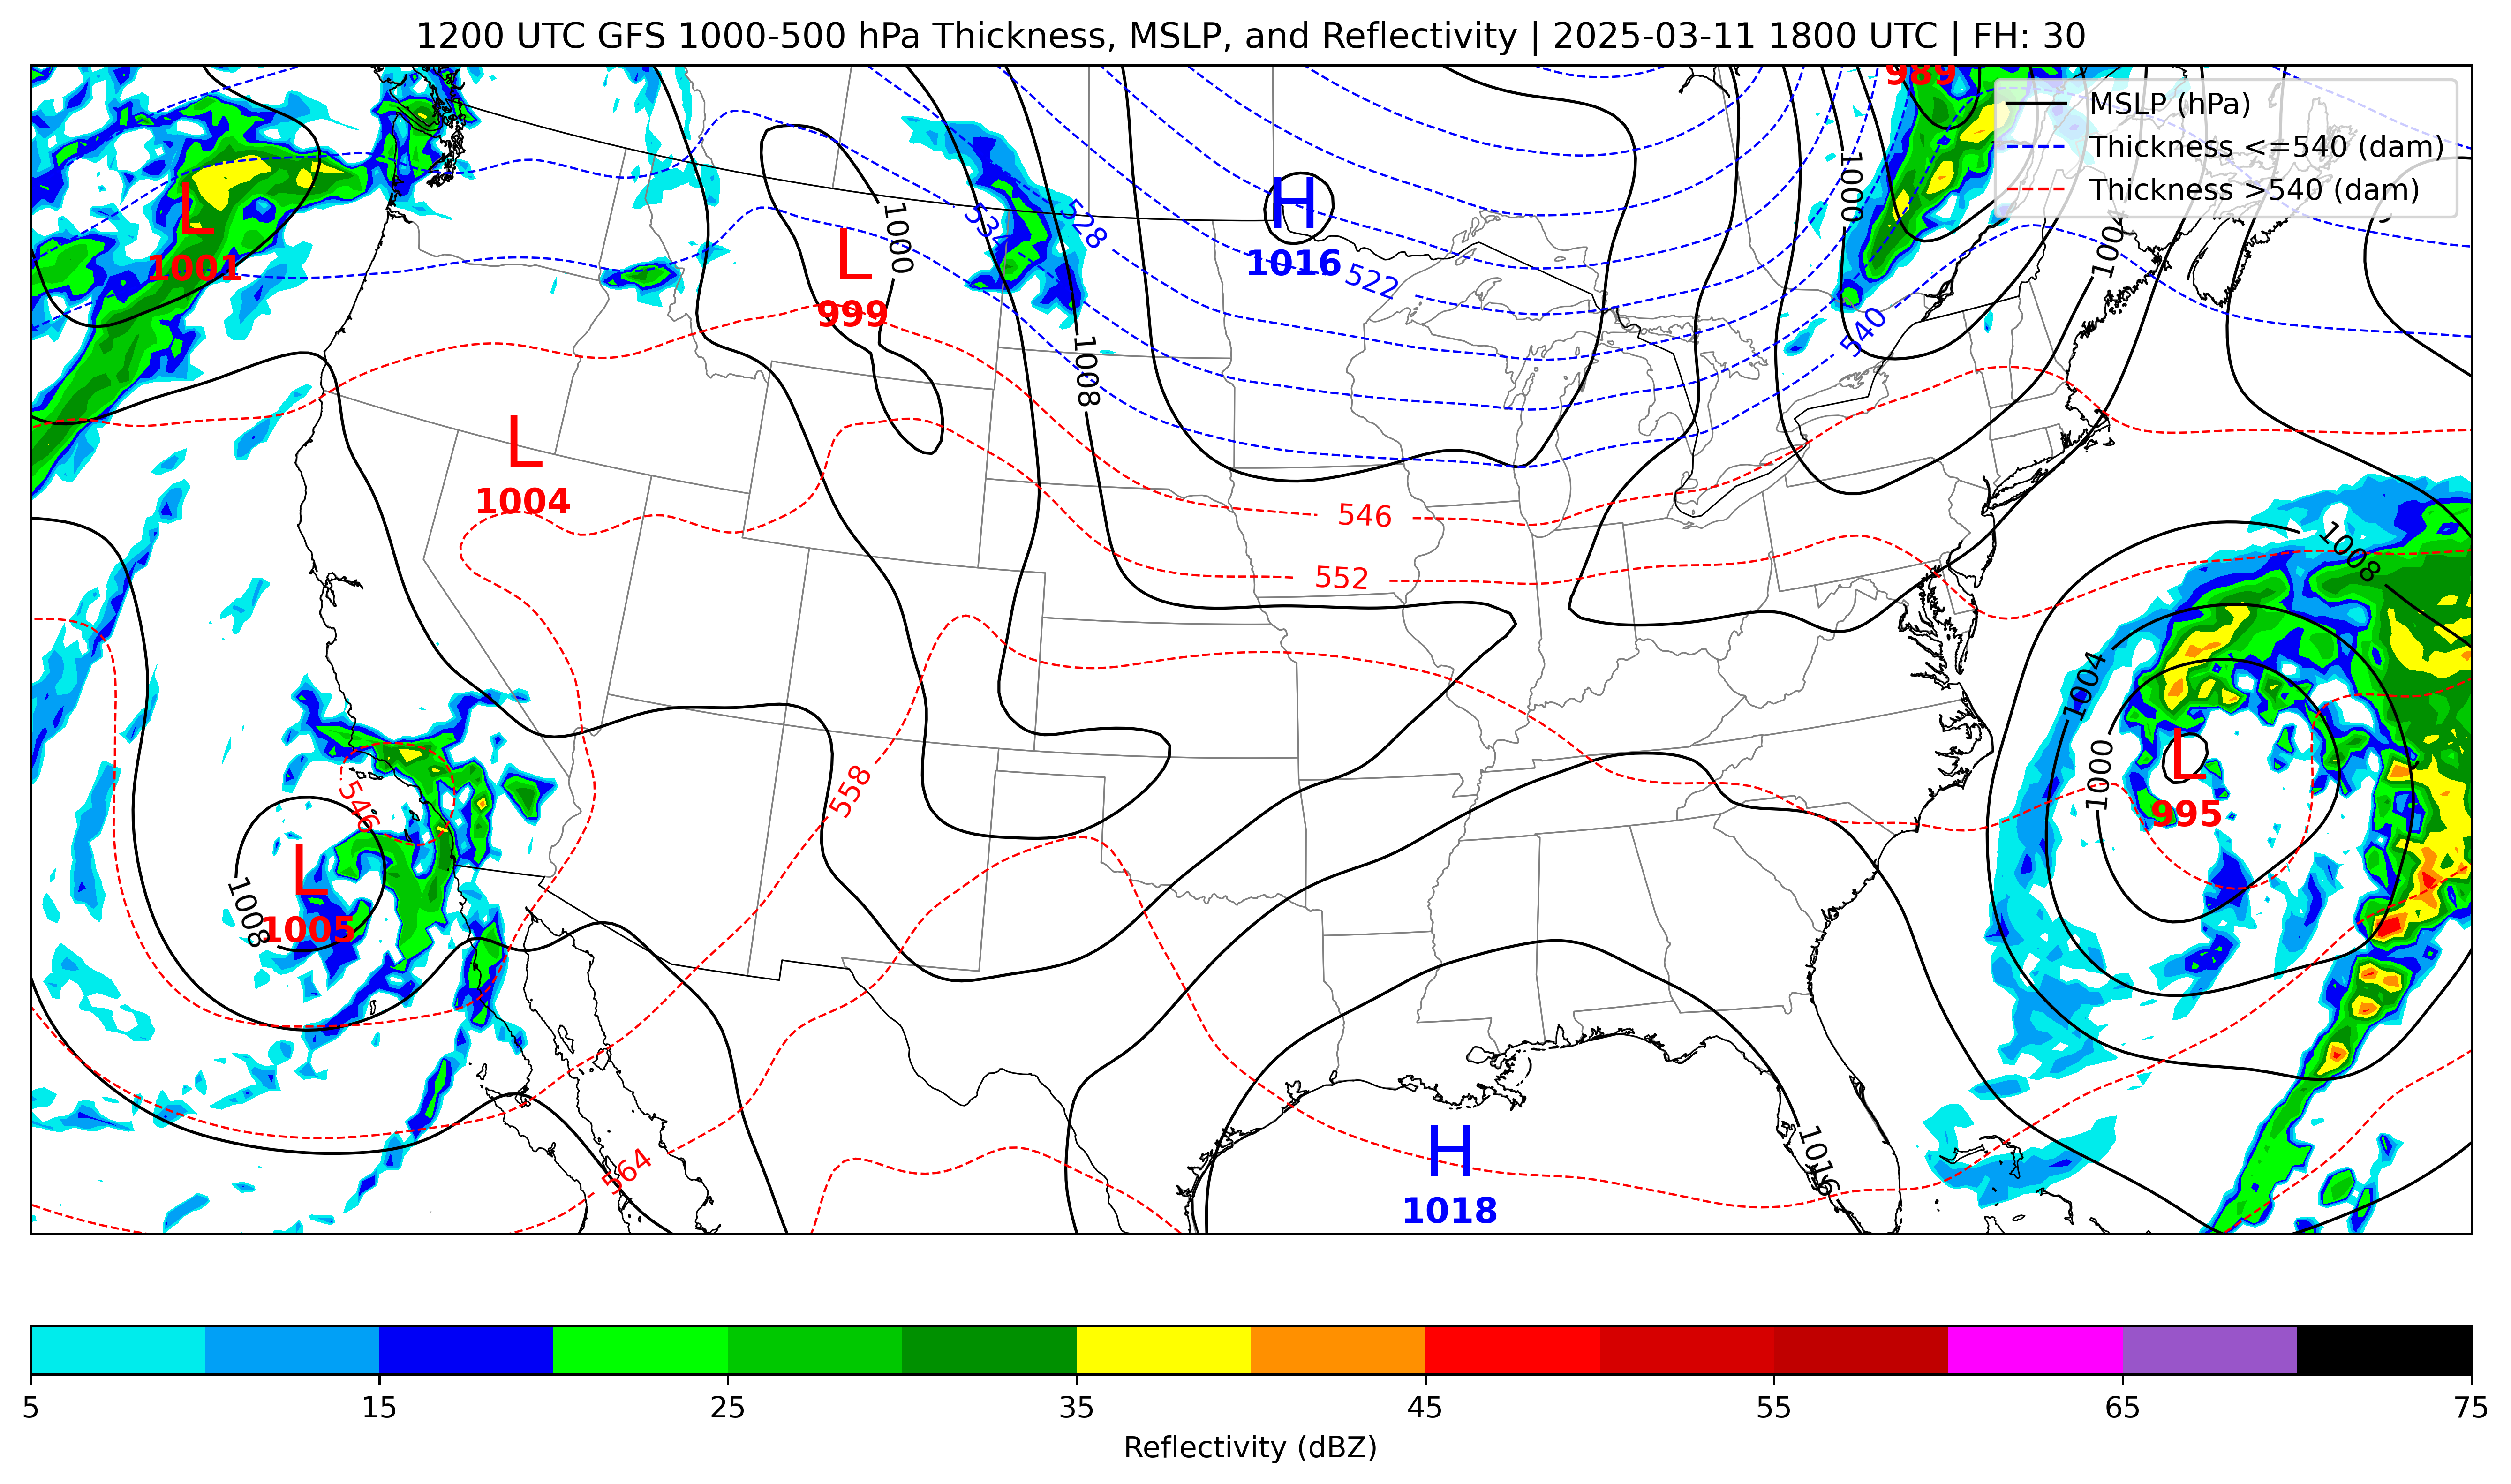 1200 UTC GFS 1000-500 hPa Thickness, MSLP, and Reflectivity | 2025-03-11 1800 UTC | FH: 30
989
MSLP (hPa)
Thickness <=540 (dam)
Thickness >540 (dam)
1000
L
1001
L
999
1000
532
528
H
1016
522
1004
540
1008
L
1004
546
552
1008
1004
1000
L
995
546
558
L
1005
1008
564
H
1018
1016
5 15 25 35 45 55 65 75
Reflectivity (dBZ)